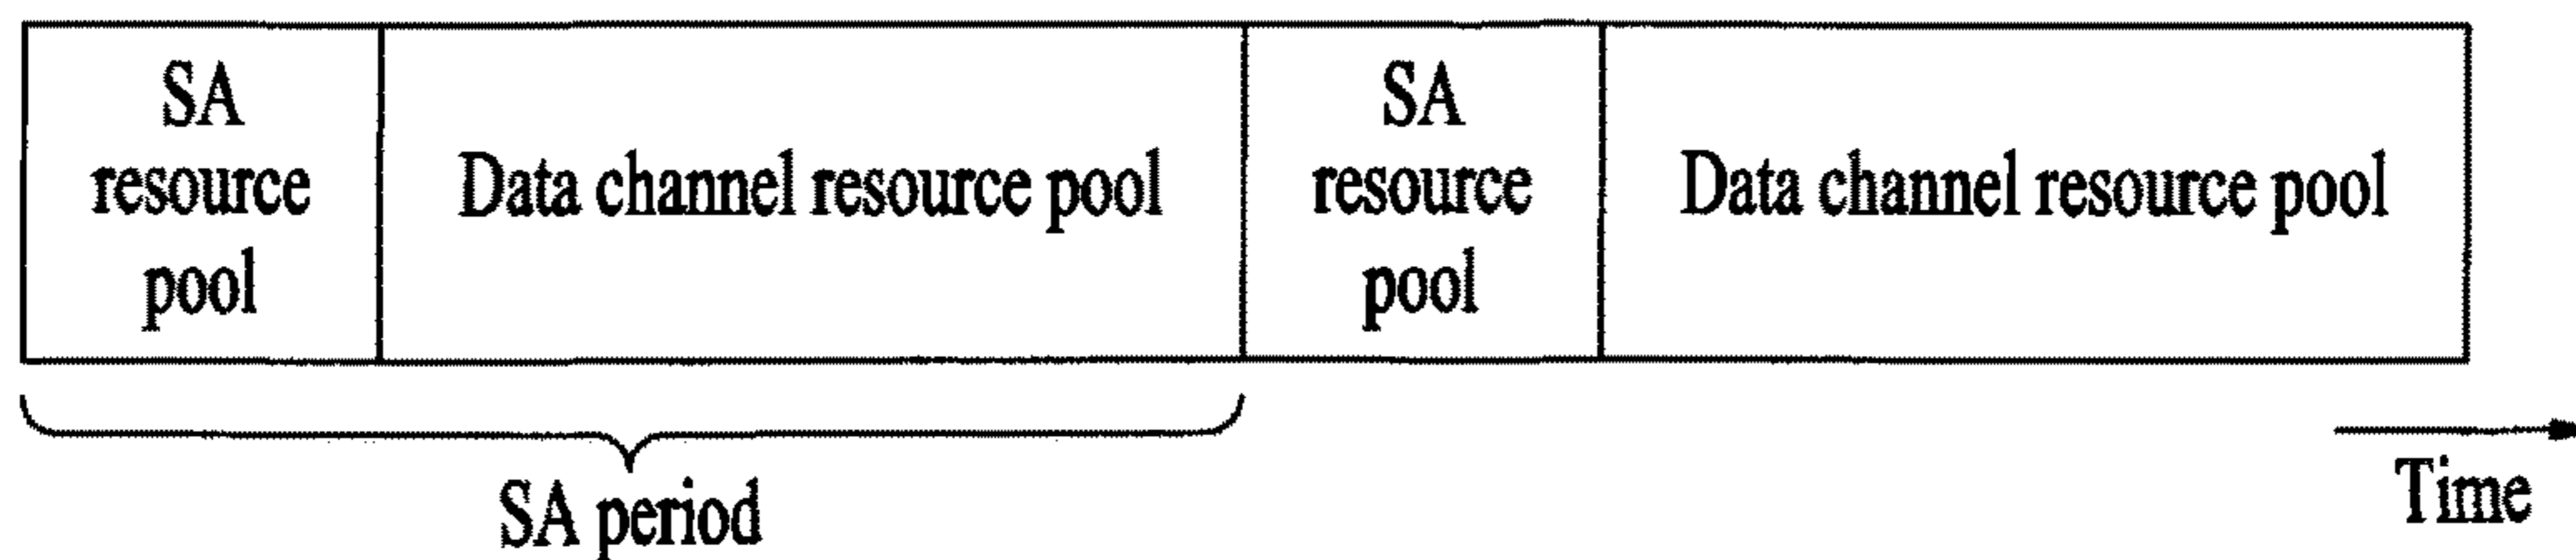 SA
resource
pool
Data channel resource pool
SA
resource
pool
Data channel resource pool
SA period
Time